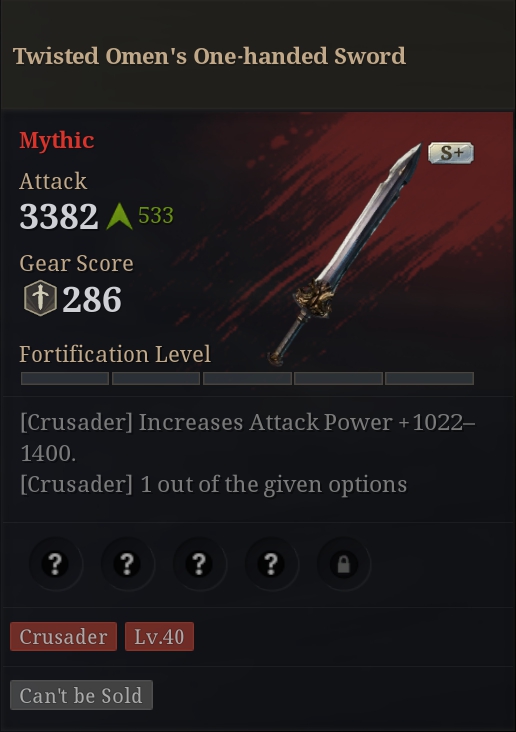 Twisted Omen's One-handed Sword
Mythic
S+
Attack
3382 533
Gear Score
286
Fortification Level
[Crusader] Increases Attack Power +1022–
1400.
[Crusader] 1 out of the given options
? ? ? ?
Crusader Lv.40
Can't be Sold